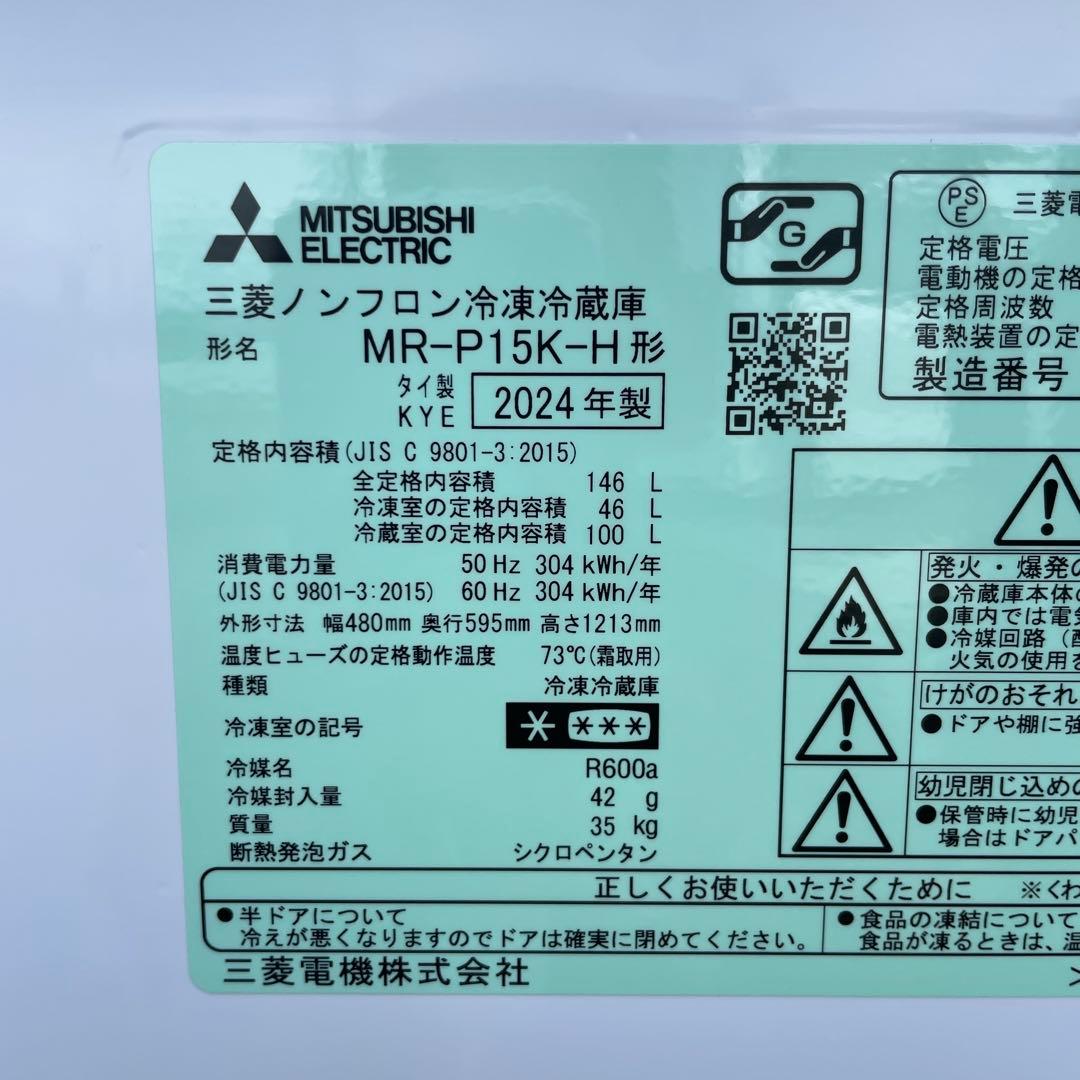 MITSUBISHI
ELECTRIC
三菱ノンフロン冷凍冷蔵庫
形名 MR-P15K-H形
タイ製
KYE 2024年製
定格内容積(JIS C 9801-3:2015)
全定格内容積 146 L
冷凍室の定格内容積 46 L
冷蔵室の定格内容積 100 L
消費電力量 50Hz 304kWh/年
(JIS C 9801-3:2015) 60Hz 304kWh/年
外形寸法 幅480mm 奥行595mm 高さ1213mm
温度ヒューズの定格動作温度 73℃(霜取用)
種類 冷凍冷蔵庫
冷凍室の記号 * ***
冷媒名 R600a
冷媒封入量 42 g
質量 35 kg
断熱発泡ガス シクロペンタン
G
PS
E
三菱電
定格電圧
電動機の定格
定格周波数
電熱装置の定
製造番号
発火・爆発の
●冷蔵庫本体の
●庫内では電気
●冷媒回路(配
火気の使用を
けがのおそれ
●ドアや棚に強
幼児閉じ込めの
●保管時に幼児
場合はドアパ
正しくお使いいただくために ※くわ
●半ドアについて
冷えが悪くなりますのでドアは確実に閉めてください。
●食品の凍結について
食品が凍るときは、温
三菱電機株式会社